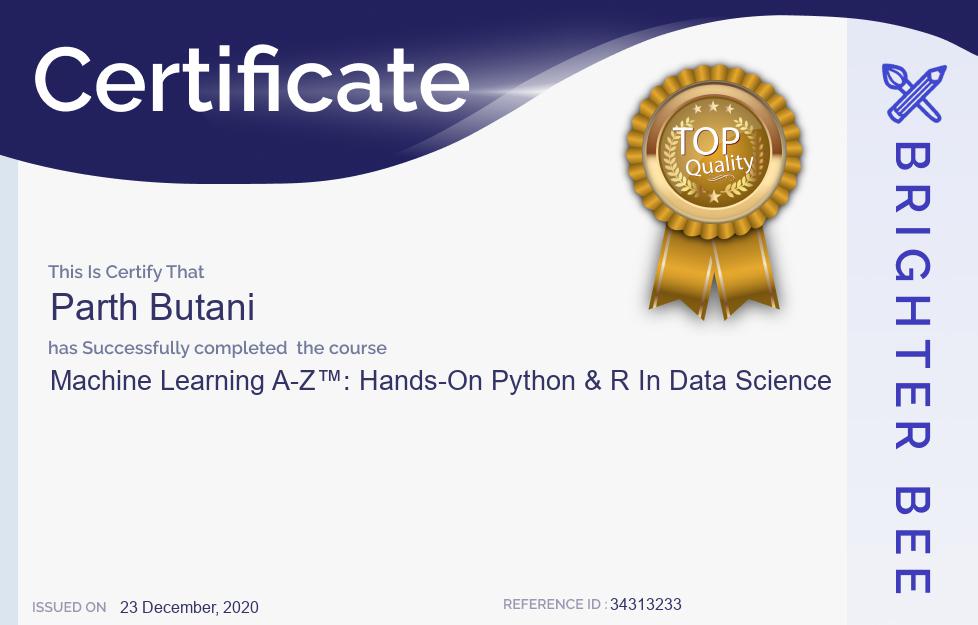 Certificate
TOP
Quality
This Is Certify That
Parth Butani
has Successfully completed the course
Machine Learning A-Z™: Hands-On Python & R In Data Science
ISSUED ON 23 December, 2020
REFERENCE ID : 34313233
BRIGHTER BEE